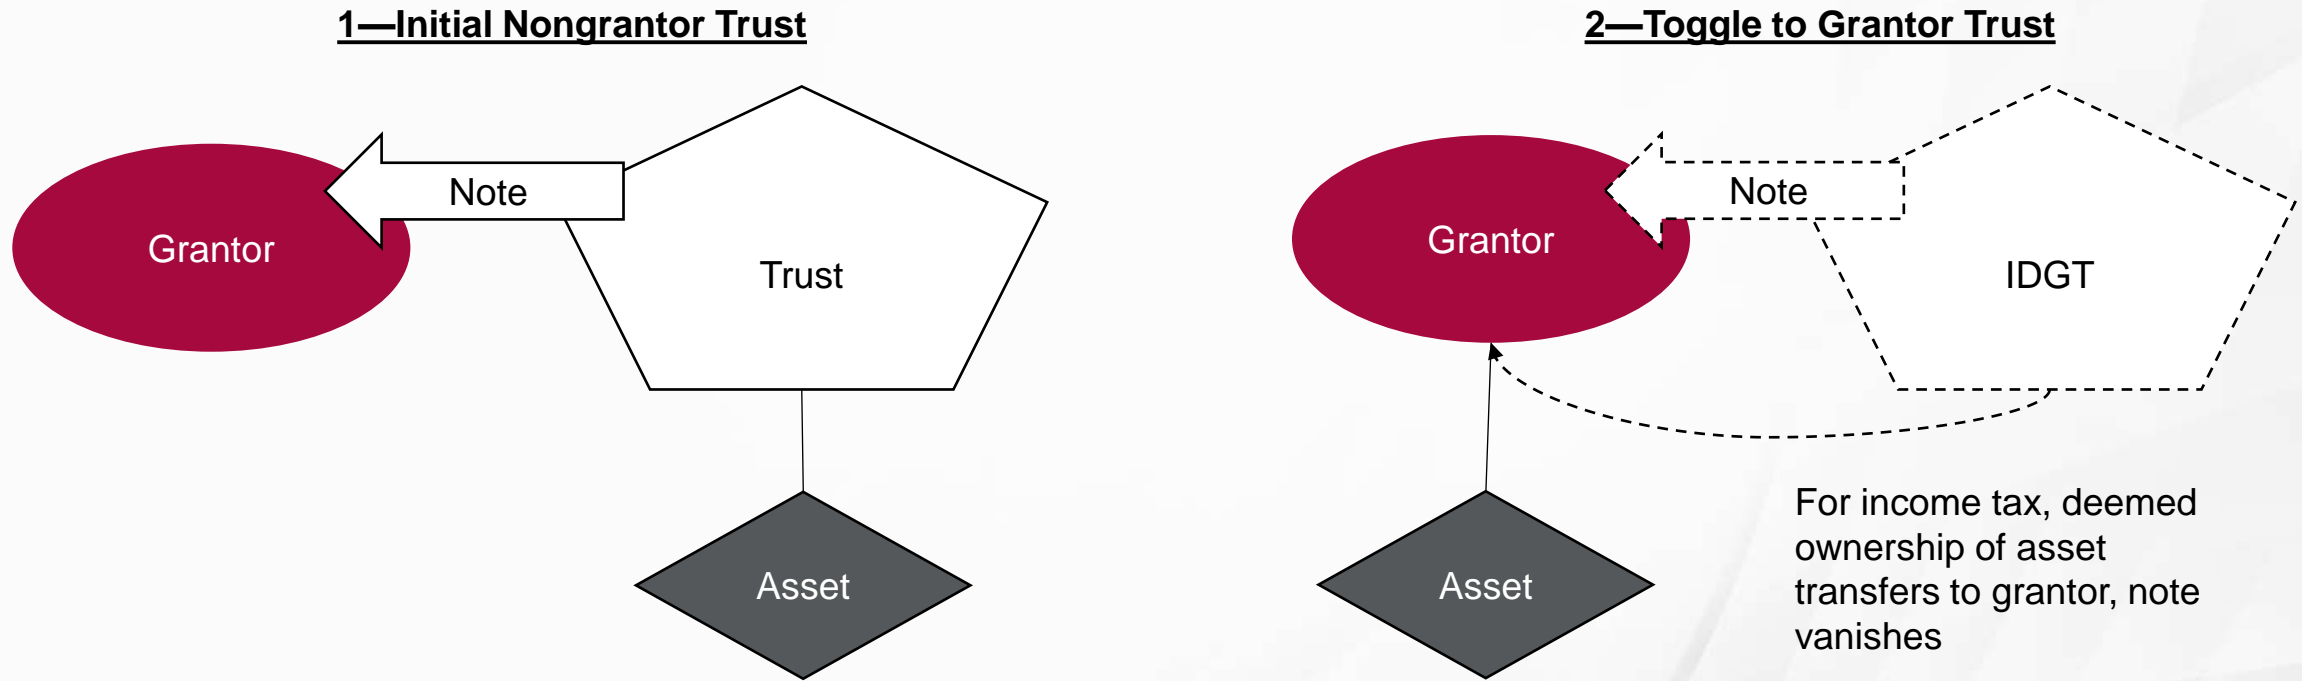 1—Initial Nongrantor Trust
Note
Grantor
Trust
Asset
2—Toggle to Grantor Trust
Note
Grantor
IDGT
Asset
For income tax, deemed
ownership of asset
transfers to grantor, note
vanishes